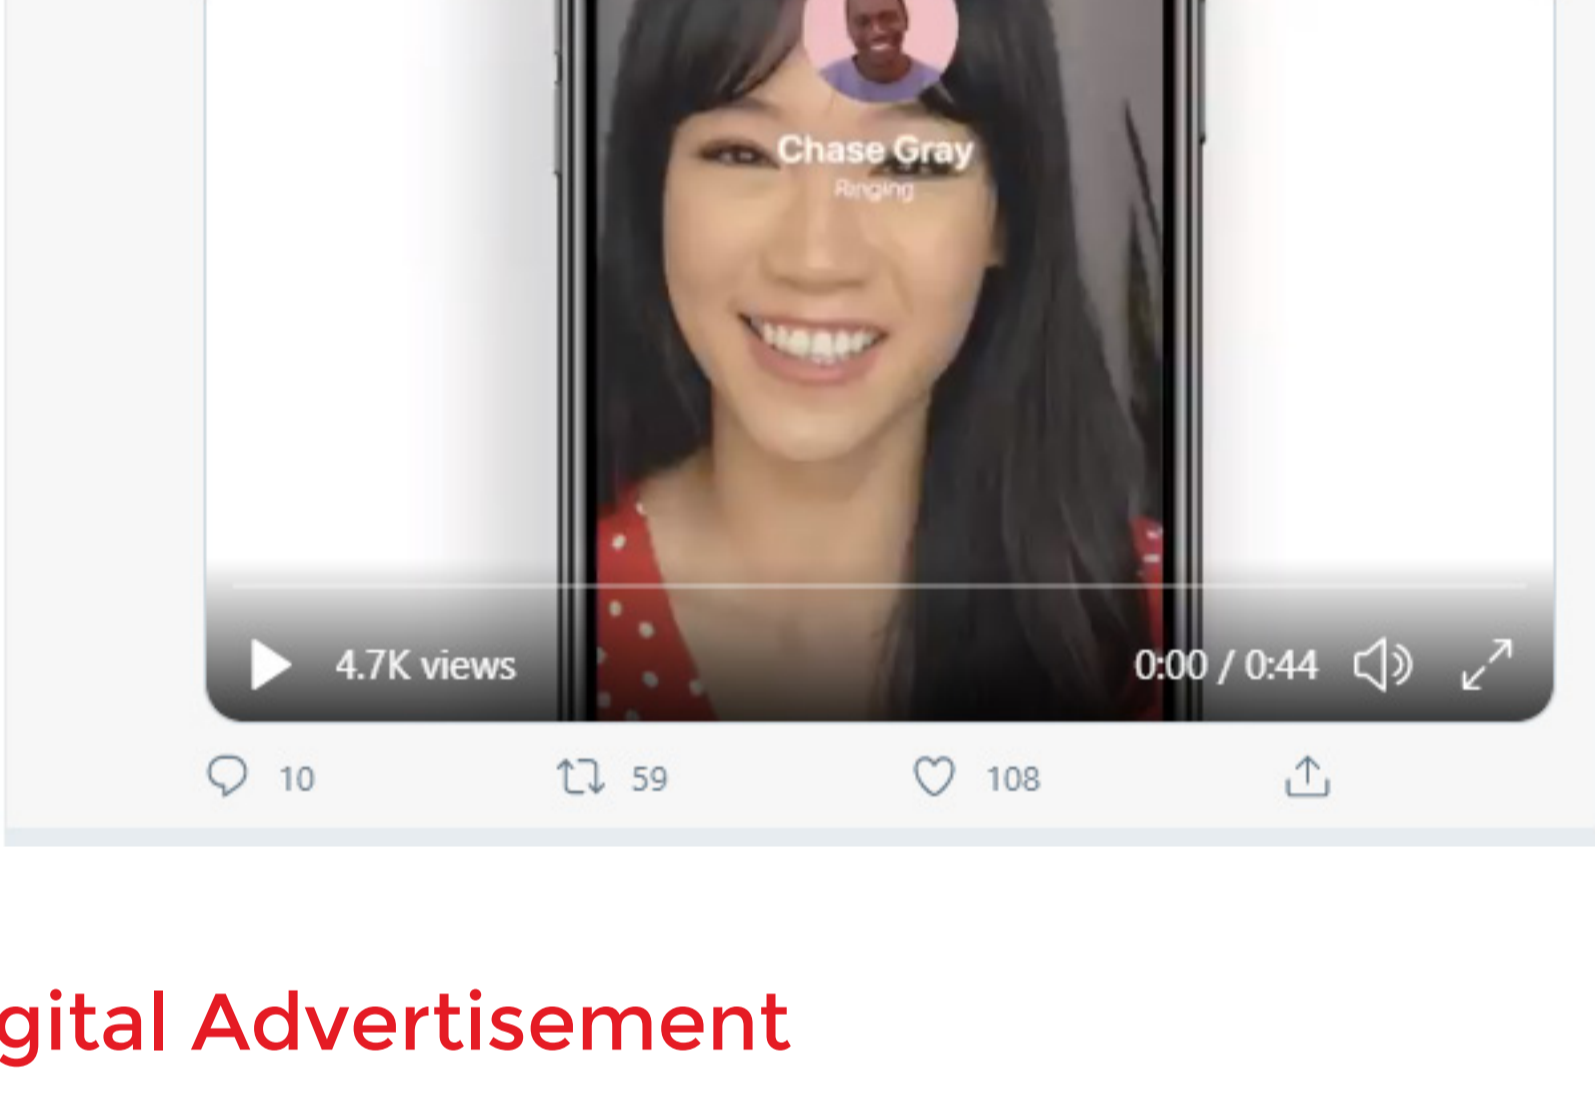 Chase Gray
Ringing
4.7K views
0:00 / 0:44
10
59
108
gital Advertisement